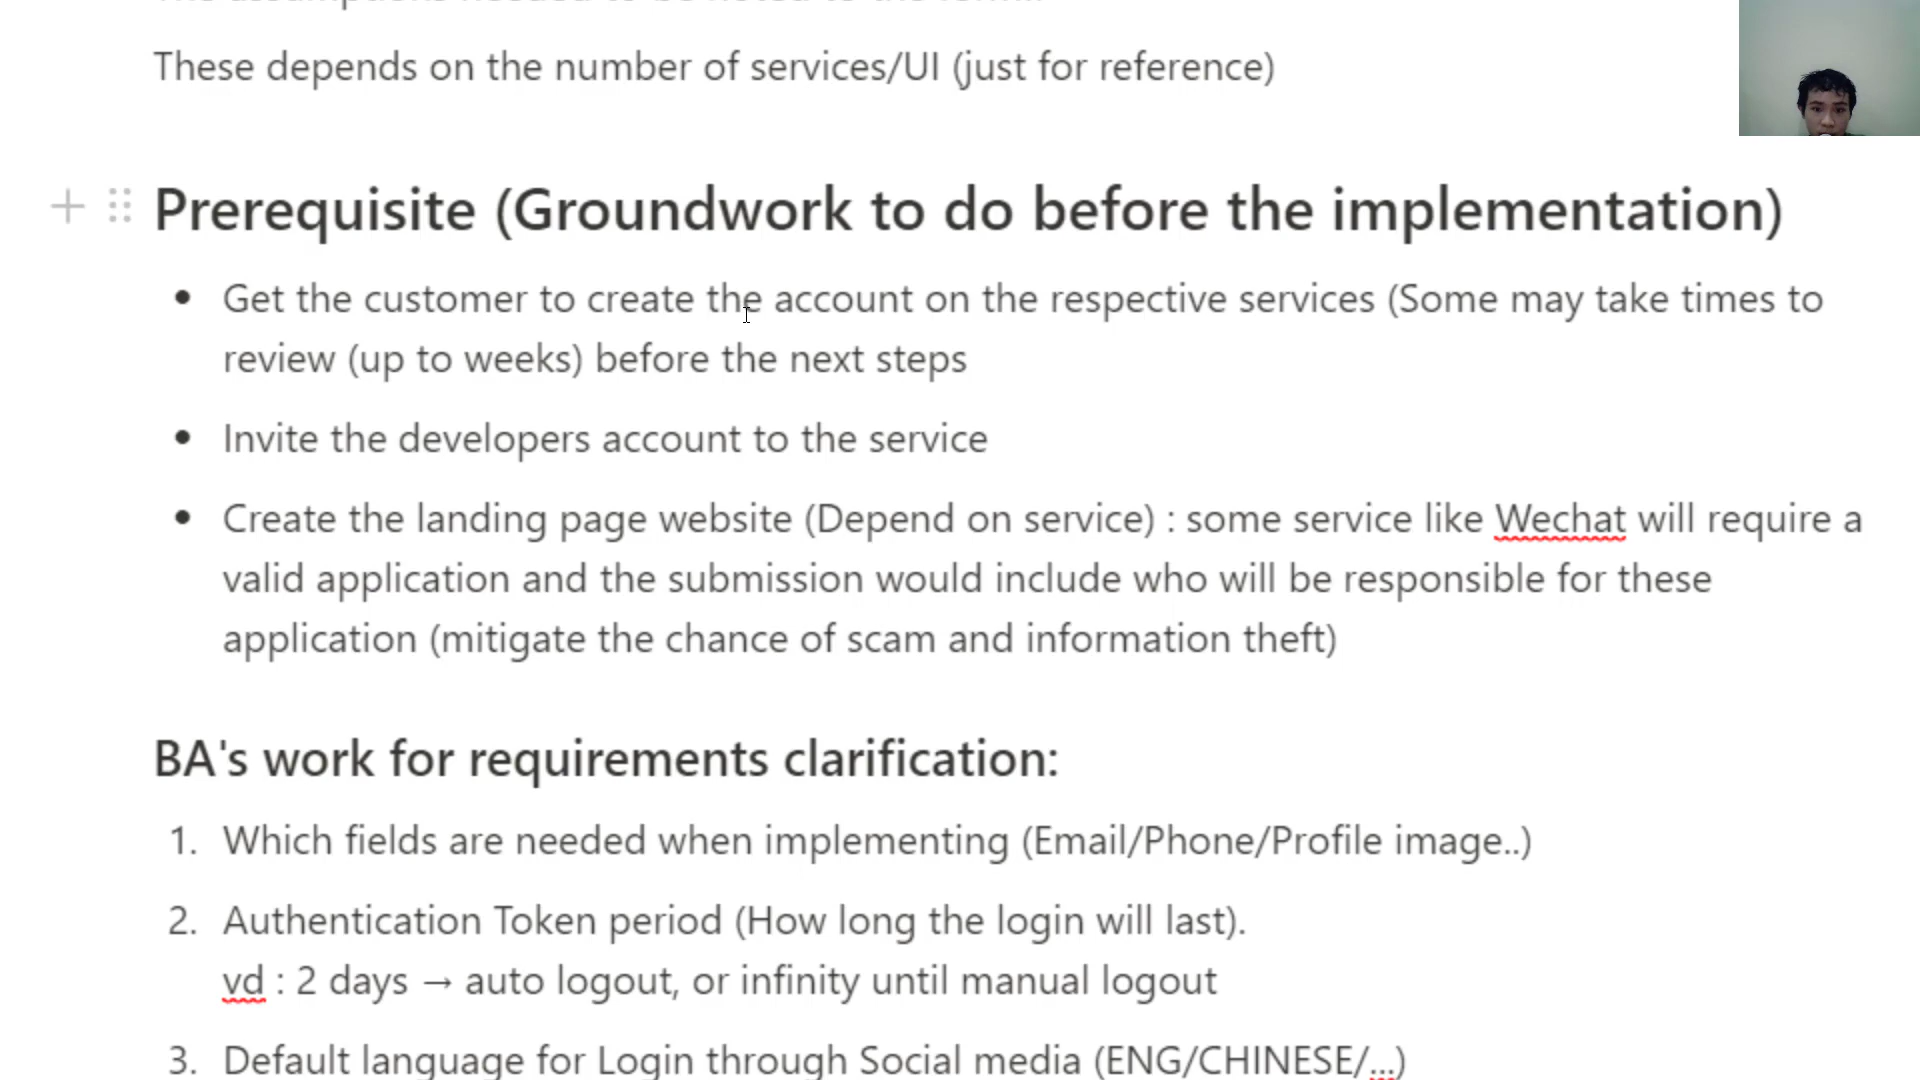 These depends on the number of services/UI (just for reference)
Prerequisite (Groundwork to do before the implementation)
Get the customer to create the account on the respective services (Some may take times to
review (up to weeks) before the next steps
Invite the developers account to the service
Create the landing page website (Depend on service) : some service like Wechat will require a
valid application and the submission would include who will be responsible for these
application (mitigate the chance of scam and information theft)
BA's work for requirements clarification:
1. Which fields are needed when implementing (Email/Phone/Profile image..)
2. Authentication Token period (How long the login will last).
vd : 2 days → auto logout, or infinity until manual logout
3. Default language for Login through Social media (ENG/CHINESE/...)